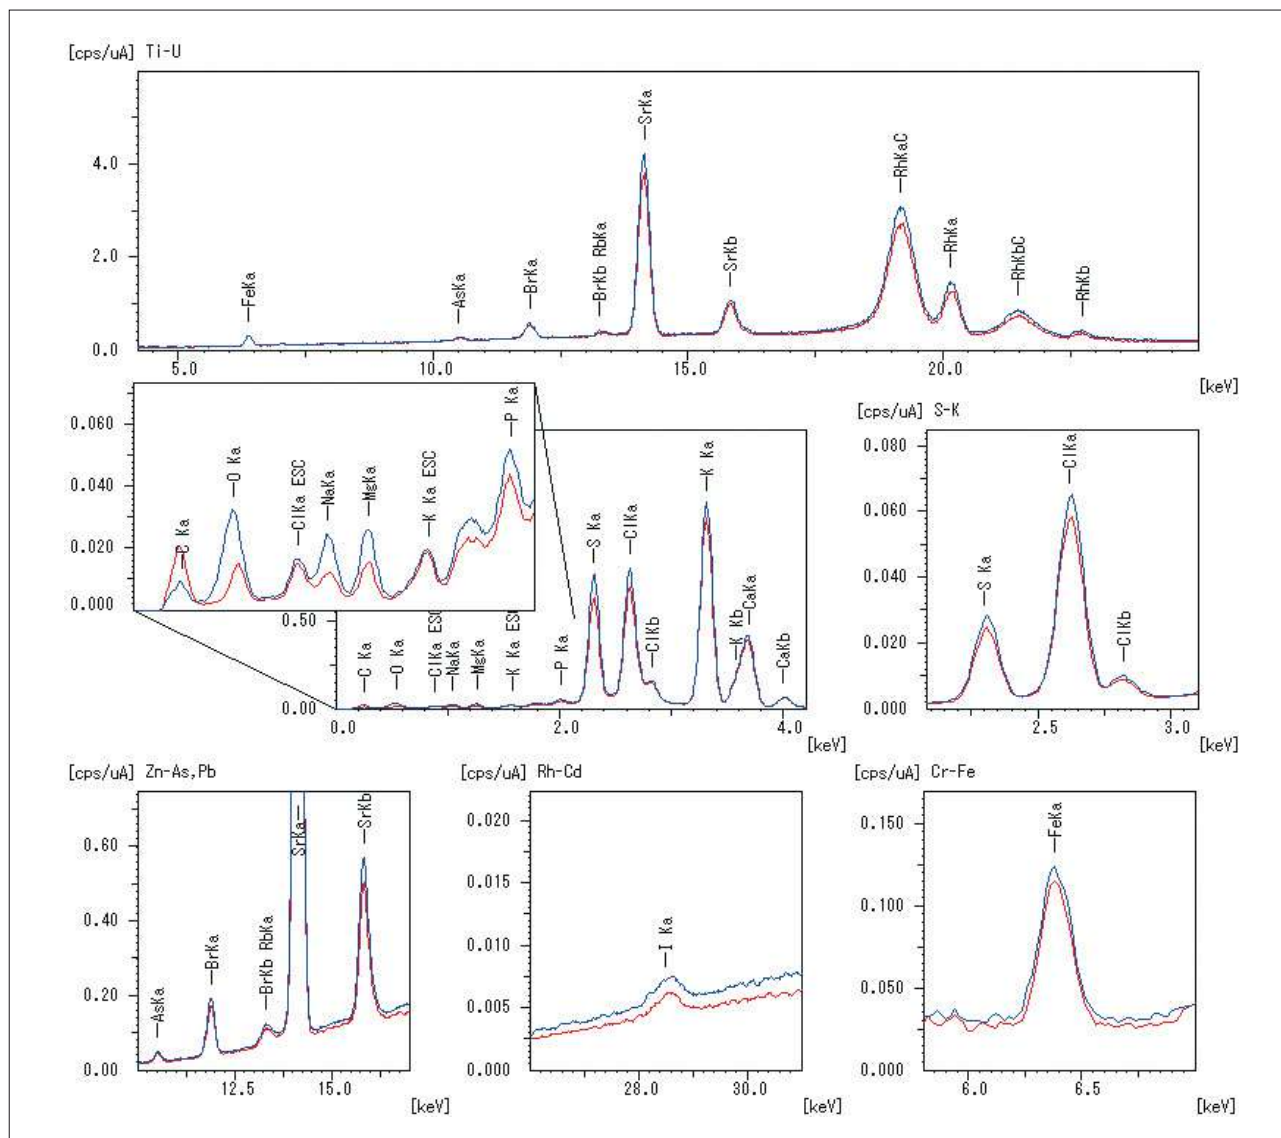 [cps/uA] Ti-U
4.0
2.0
0.0
FeKa
AsKa
BrKa
BrKb RbKa
SrKa
SrKb
RhKaC
RhKa
RhKbC
RhKb
5.0 10.0 15.0 20.0
[keV]
0.060
0.040
0.020
0.000
C Ka
O Ka
ClKa ESC
NaKa
MgKa
K Ka ESC
P Ka
0.50
0.00
C Ka
O Ka
ClKa ESC
NaKa
MgKa
K Ka ESC
P Ka
S Ka
ClKa
ClKb
K Ka
K Kb
CaKa
CaKb
0.0 2.0 4.0
[keV]
[cps/uA] S-K
0.080
0.060
0.040
0.020
0.000
S Ka
ClKa
ClKb
2.5 3.0
[keV]
[cps/uA] Zn-As,Pb
0.60
0.40
0.20
0.00
AsKa
BrKa
BrKb RbKa
SrKa
SrKb
12.5 15.0
[keV]
[cps/uA] Rh-Cd
0.020
0.015
0.010
0.005
0.000
I Ka
28.0 30.0
[keV]
[cps/uA] Cr-Fe
0.150
0.100
0.050
0.000
FeKa
6.0 6.5
[keV]